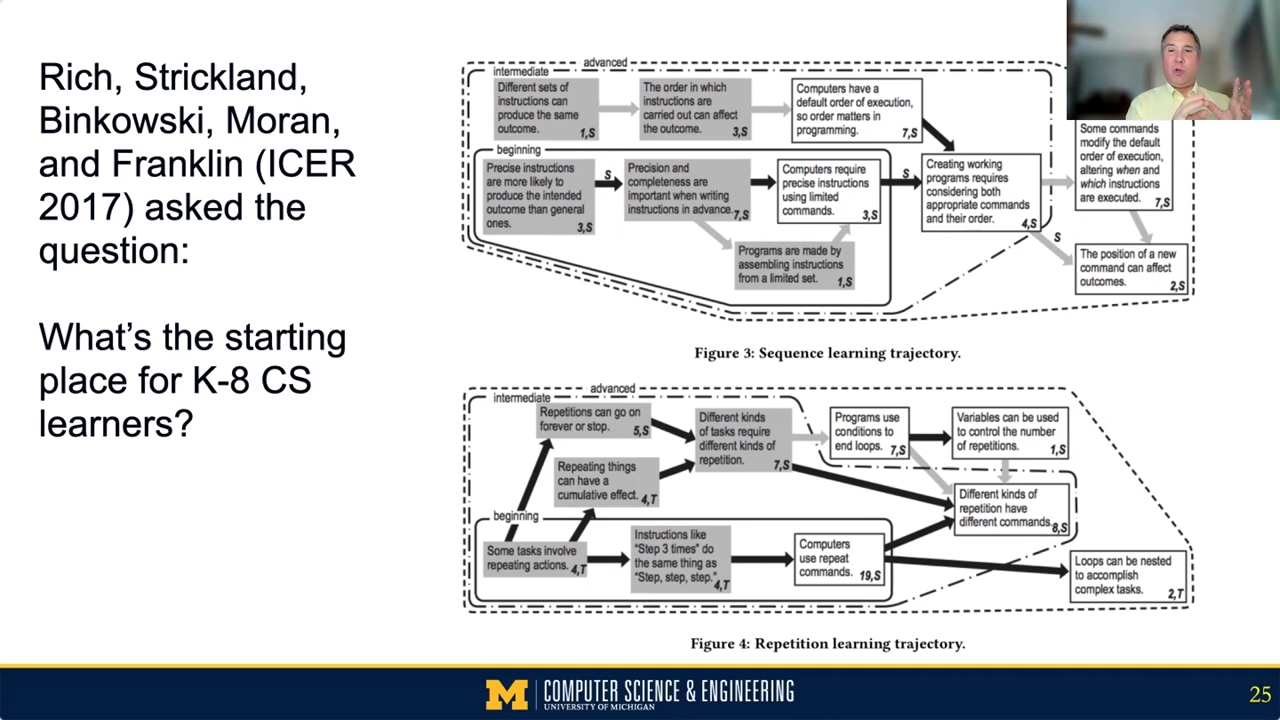 Rich, Strickland,
Binkowski, Moran,
and Franklin (ICER
2017) asked the
question:
What's the starting
place for K-8 CS
learners?
advanced
intermediate
Different sets of
instructions can
produce the same
outcome.
1,S
The order in which
instructions are
carried out can affect
the outcome.
3,S
Computers have a
default order of execution,
so order matters in
programming.
7,S
beginning
Precise instructions
are more likely to
produce the intended
outcome than general
ones.
3,S
S
Precision and
completeness are
important when writing
instructions in advance.
7,S
Computers require
precise instructions
using limited
commands.
3,S
S
Programs are made by
assembling instructions
from a limited set.
1,S
Creating working
programs requires
considering both
appropriate commands
and their order.
4,S
S
Some commands
modify the default
order of execution,
altering when and
which instructions
are executed.
7,S
The position of a new
command can affect
outcomes.
2,S
Figure 3: Sequence learning trajectory.
advanced
intermediate
Repetitions can go on
forever or stop.
5,S
Different kinds
of tasks require
different kinds of
repetition.
7,S
Programs use
conditions to
end loops.
7,S
Variables can be used
to control the number
of repetitions.
1,S
Repeating things
can have a
cumulative effect.
4,T
Different kinds of
repetition have
different commands.
8,S
beginning
Some tasks involve
repeating actions.
4,T
Instructions like
"Step 3 times" do
the same thing as
"Step, step, step."
4,T
Computers
use repeat
commands.
19,S
Loops can be nested
to accomplish
complex tasks.
2,T
Figure 4: Repetition learning trajectory.
M
COMPUTER SCIENCE & ENGINEERING
UNIVERSITY OF MICHIGAN
25